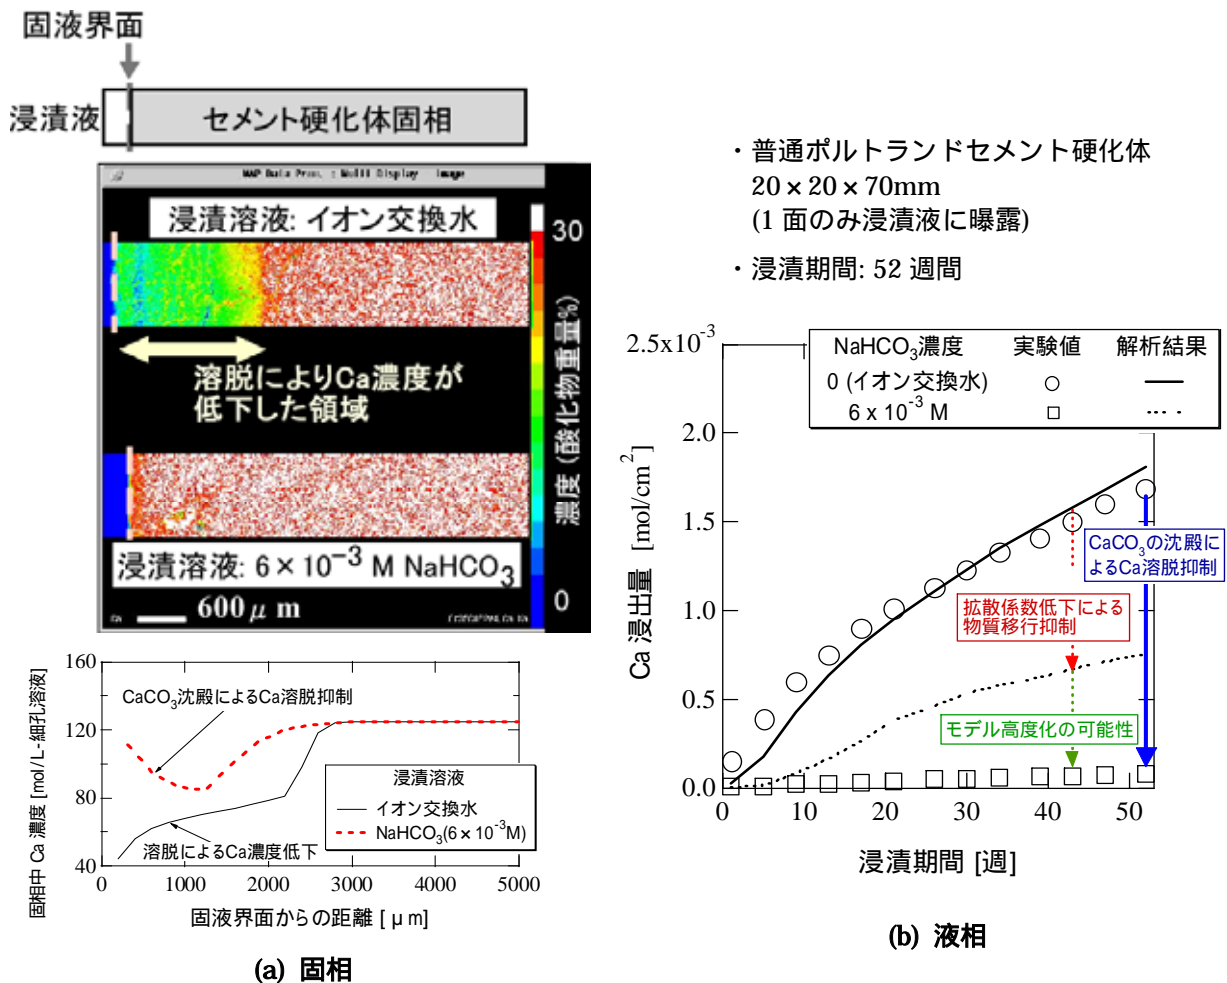 固液界面
浸漬液
セメント硬化体固相
MAP Data Proc. : Multi Display Image
浸漬溶液: イオン交換水
30
溶脱によりCa濃度が
低下した領域
濃度 (酸化物重量%)
浸漬溶液: 6×10⁻³ M NaHCO₃
0
Ca
600μm
160
120
80
40
固相中 Ca 濃度 [mol/L-細孔溶液]
CaCO₃沈殿によるCa溶脱抑制
浸漬溶液
イオン交換水
NaHCO₃(6×10⁻³M)
溶脱によるCa濃度低下
0 1000 2000 3000 4000 5000
固液界面からの距離 [μm]
(a) 固相
・普通ポルトランドセメント硬化体
20×20×70mm
(1 面のみ浸漬液に曝露)
・浸漬期間: 52 週間
2.5x10⁻³
2.0
1.5
1.0
0.5
0.0
Ca 浸出量 [mol/cm²]
NaHCO₃濃度 実験値 解析結果
0 (イオン交換水)
6 x 10⁻³ M
CaCO₃の沈殿に
よるCa溶脱抑制
拡散係数低下による
物質移行抑制
モデル高度化の可能性
0 10 20 30 40 50
浸漬期間 [週]
(b) 液相